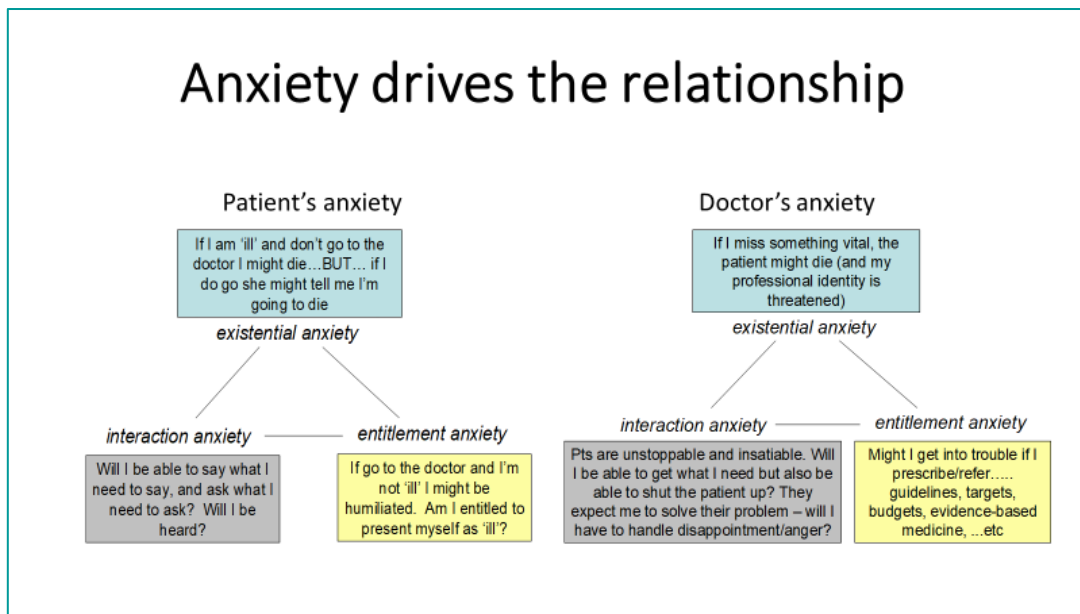 Anxiety drives the relationship
Patient's anxiety
If I am 'ill' and don't go to the
doctor I might die...BUT... if I
do go she might tell me I'm
going to die
existential anxiety
interaction anxiety
entitlement anxiety
Will I be able to say what I
need to say, and ask what I
need to ask?  Will I be
heard?
If go to the doctor and I'm
not 'ill' I might be
humiliated.  Am I entitled to
present myself as 'ill'?
Doctor's anxiety
If I miss something vital, the
patient might die (and my
professional identity is
threatened)
existential anxiety
interaction anxiety
entitlement anxiety
Pts are unstoppable and insatiable. Will
I be able to get what I need but also be
able to shut the patient up? They
expect me to solve their problem – will I
have to handle disappointment/anger?
Might I get into trouble if I
prescribe/refer.....
guidelines, targets,
budgets, evidence-based
medicine, ...etc